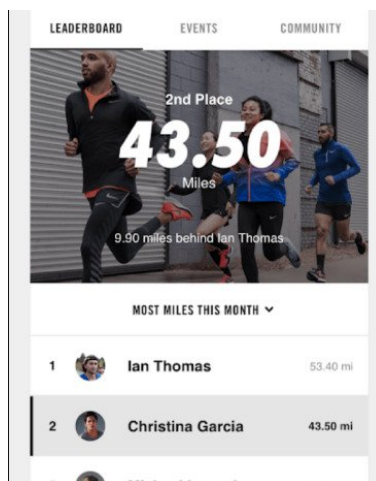 LEADERBOARD EVENTS COMMUNITY
2nd Place
43.50
Miles
9.90 miles behind Ian Thomas
MOST MILES THIS MONTH
1 Ian Thomas 53.40 mi
2 Christina Garcia 43.50 mi